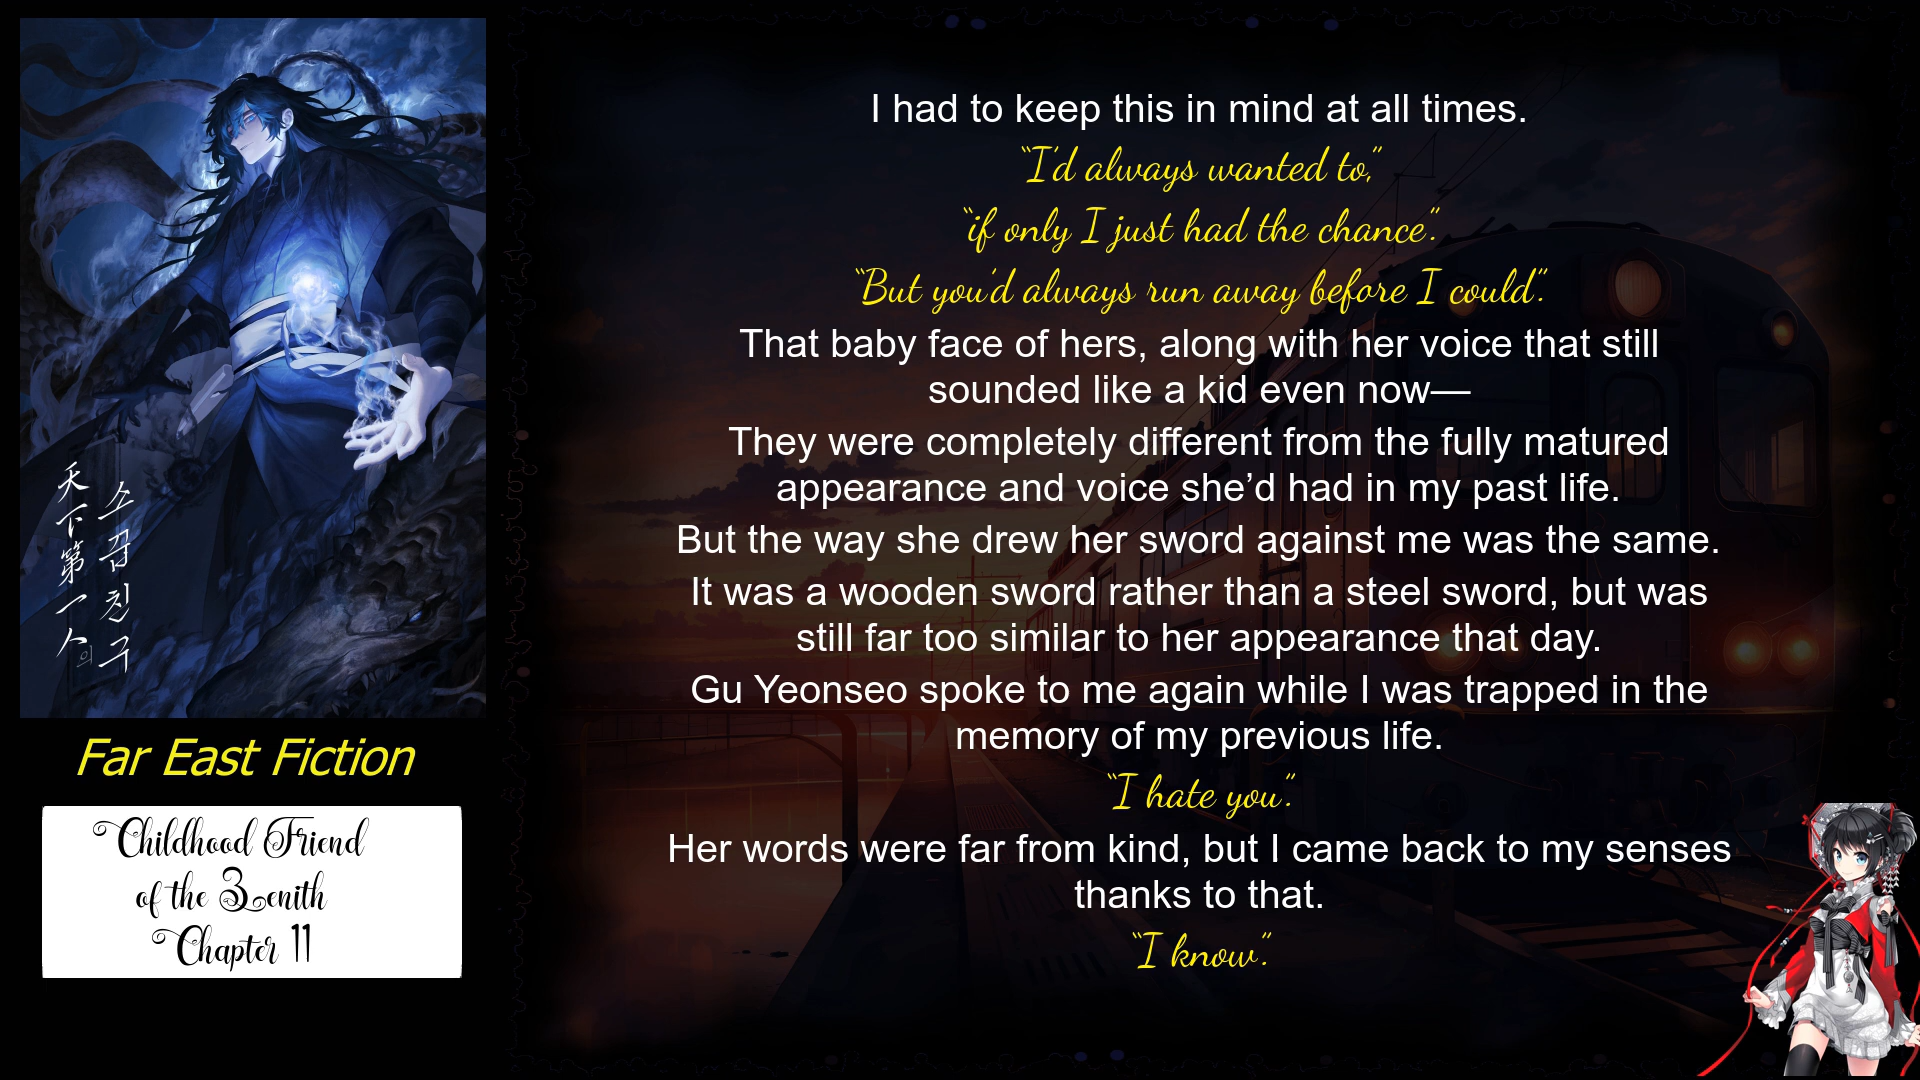 I had to keep this in mind at all times.
“I’d always wanted to,”
“if only I just had the chance”.
“But you’d always run away before I could”.
That baby face of hers, along with her voice that still
sounded like a kid even now—
They were completely different from the fully matured
appearance and voice she’d had in my past life.
But the way she drew her sword against me was the same.
It was a wooden sword rather than a steel sword, but was
still far too similar to her appearance that day.
Gu Yeonseo spoke to me again while I was trapped in the
memory of my previous life.
“I hate you”.
Her words were far from kind, but I came back to my senses
thanks to that.
“I know”.
天下第一人의
소꿉친구
Far East Fiction
Childhood Friend
of the Zenith
Chapter 11